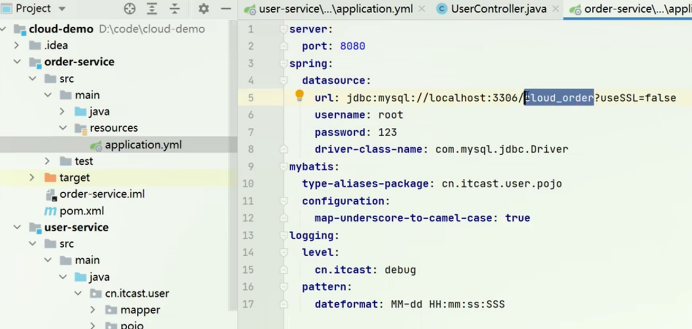 Project
cloud-demo D:\code\cloud-demo
.idea
order-service
src
main
java
resources
application.yml
test
target
order-service.iml
pom.xml
user-service
src
main
java
cn.itcast.user
mapper
pojo
user-service\...\application.yml
UserController.java
order-service\...\appli
1 server:
2 port: 8080
3 spring:
4 datasource:
5 url: jdbc:mysql://localhost:3306/cloud_order?useSSL=false
6 username: root
7 password: 123
8 driver-class-name: com.mysql.jdbc.Driver
9 mybatis:
10 type-aliases-package: cn.itcast.user.pojo
11 configuration:
12 map-underscore-to-camel-case: true
13 logging:
14 level:
15 cn.itcast: debug
16 pattern:
17 dateformat: MM-dd HH:mm:ss:SSS